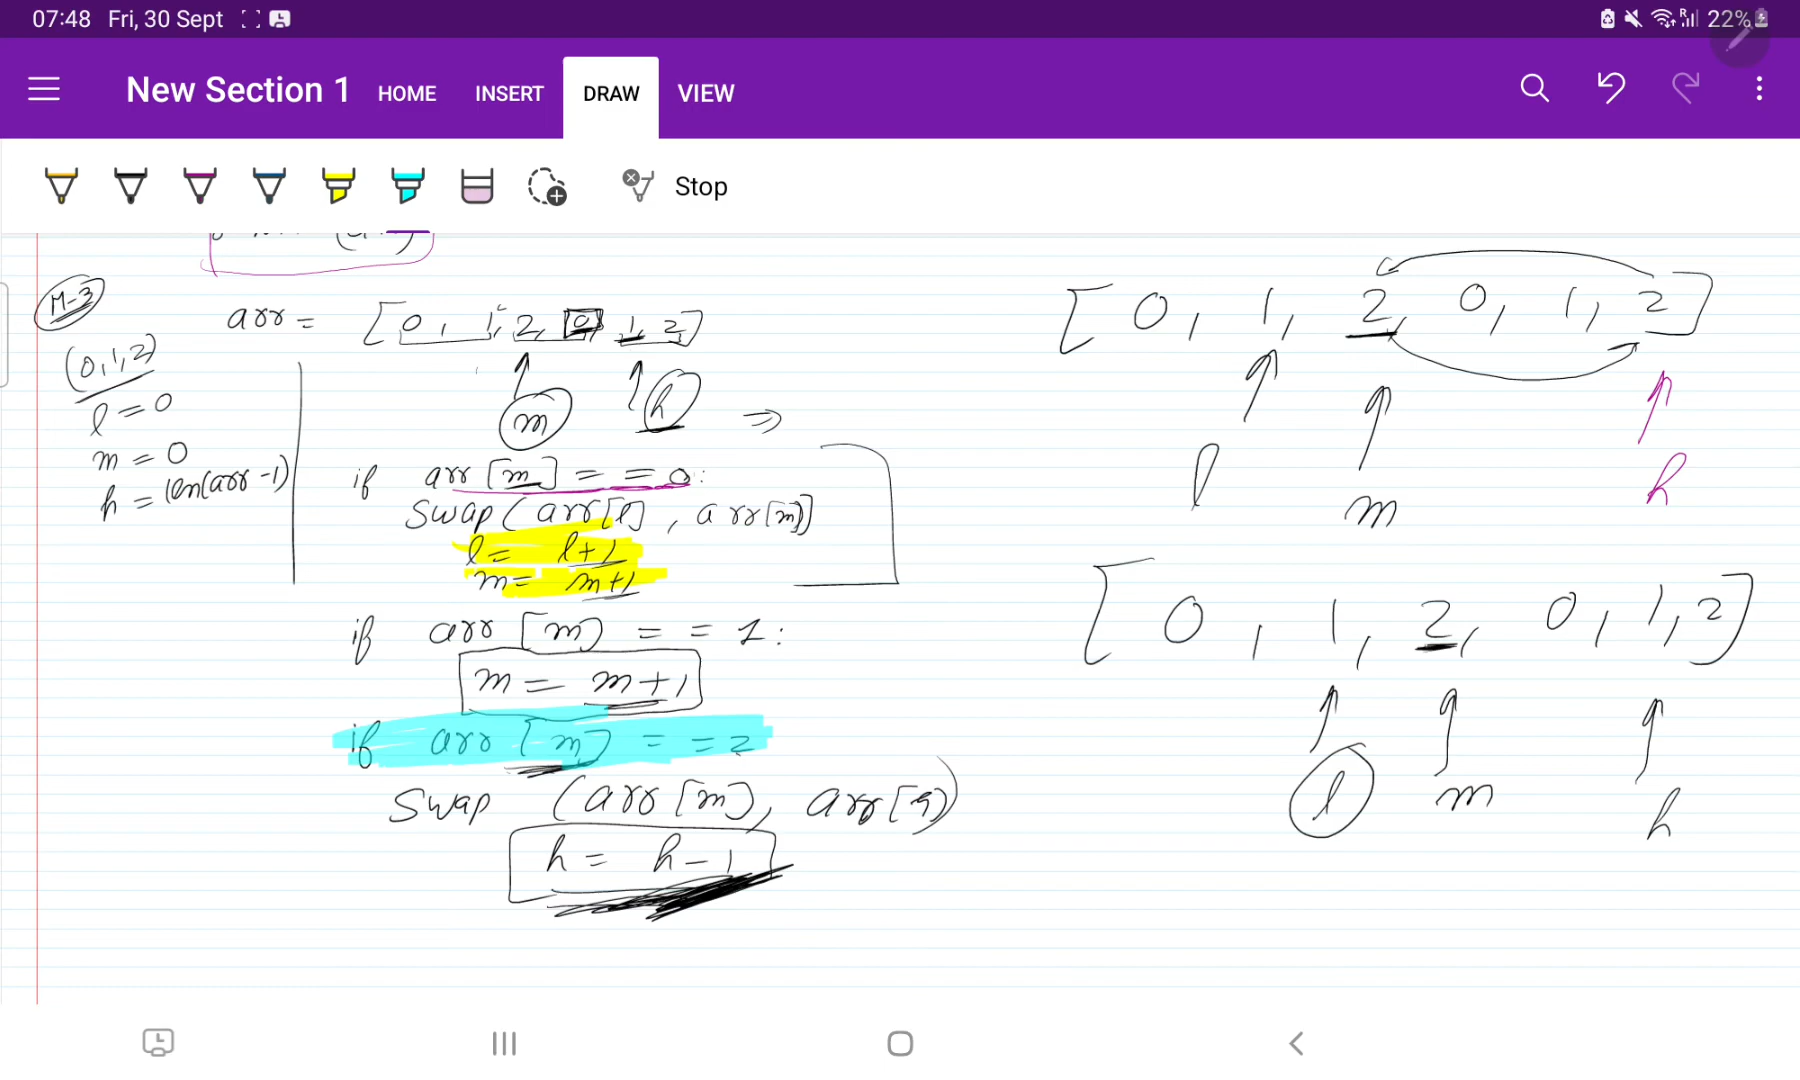 07:48 Fri, 30 Sept
22%
New Section 1 HOME INSERT DRAW VIEW
Stop
M-3
arr = [0, 1, 2, 0, 1, 2]
(0,1,2)
l = 0
m = 0
h = len(arr -1)
m h ⇒
if arr [m] = = 0:
Swap (arr[l] , arr[m]]
l = l+1
m = m+1
if arr [m] = = 1:
m = m+1
if arr [m] = = 2
Swap (arr [m], arr[h])
h = h-1
[ 0, 1, 2, 0, 1, 2 ]
l m h
[ 0 , 1, 2, 0, 1, 2 ]
l m h